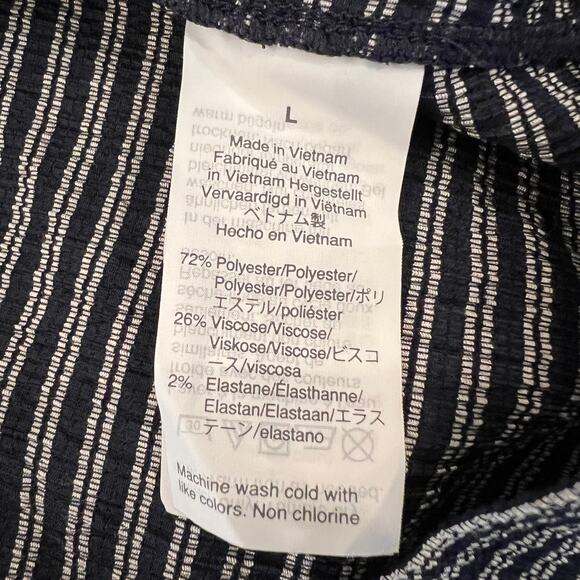 L
Made in Vietnam
Fabriqué au Vietnam
in Vietnam Hergestellt
Vervaardigd in Viëtnam
ベトナム製
Hecho en Vietnam
72% Polyester/Polyester/
Polyester/Polyester/ポリ
エステル/poliéster
26% Viscose/Viscose/
Viskose/Viscose/ビスコ
ース/viscosa
2% Elastane/Élasthanne/
Elastan/Elastaan/エラス
テーン/elastano
30
Machine wash cold with
like colors. Non chlorine